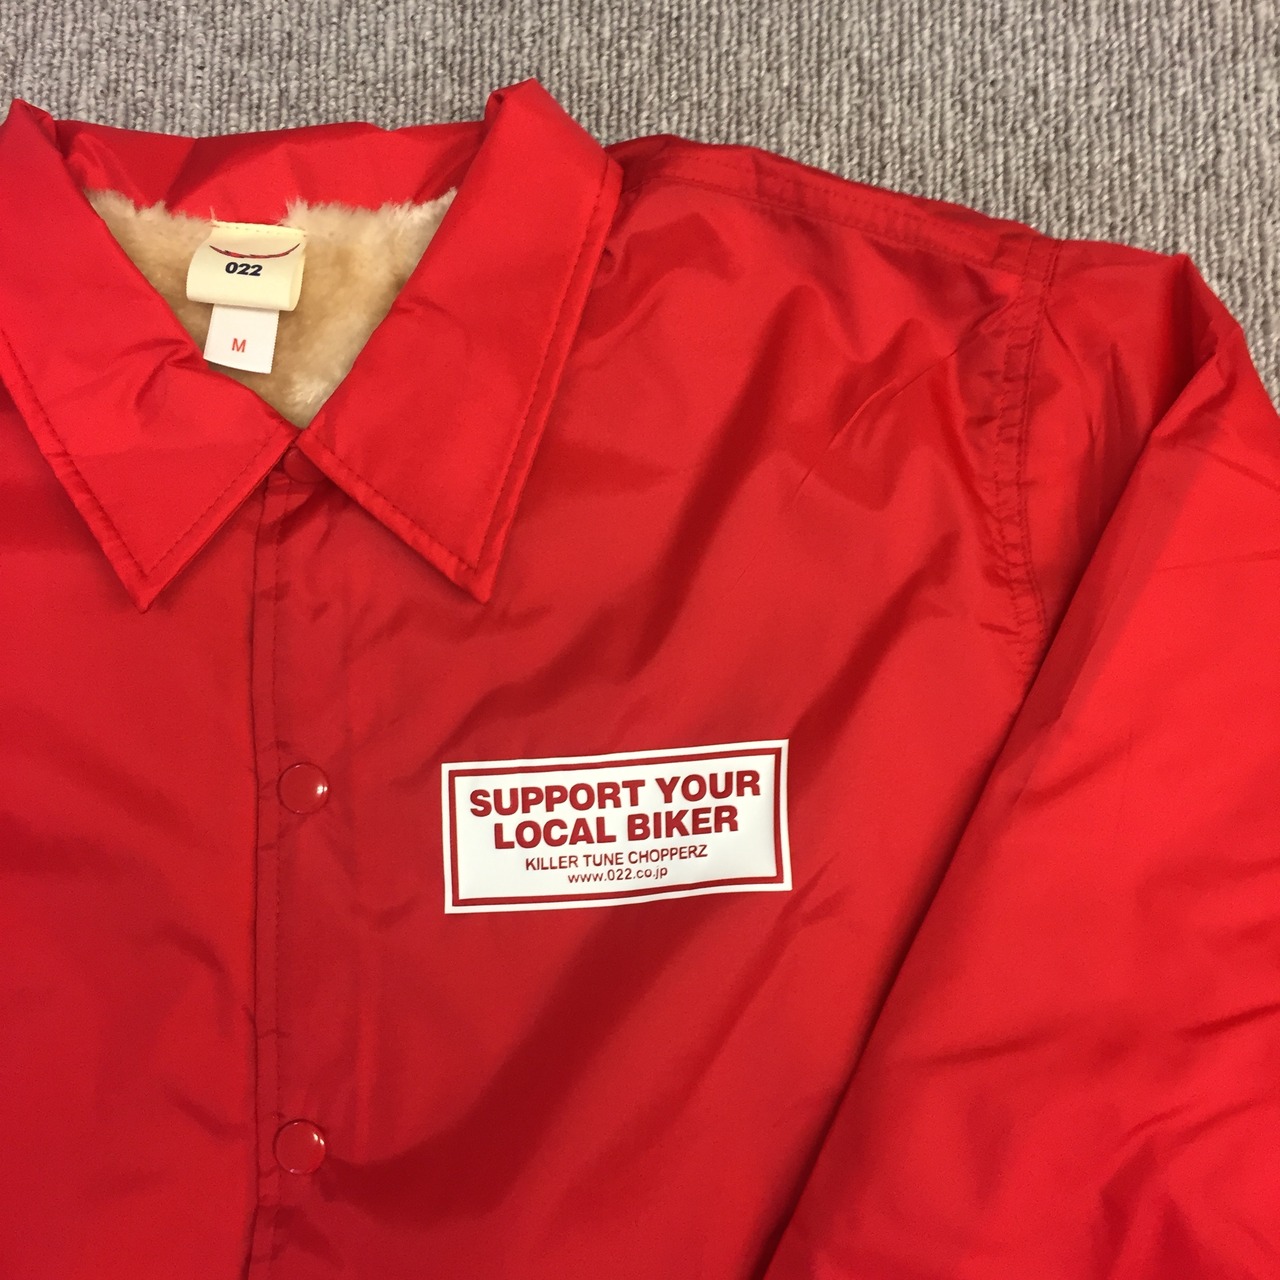 022
M
SUPPORT YOUR
LOCAL BIKER
KILLER TUNE CHOPPERZ
www.022.co.jp